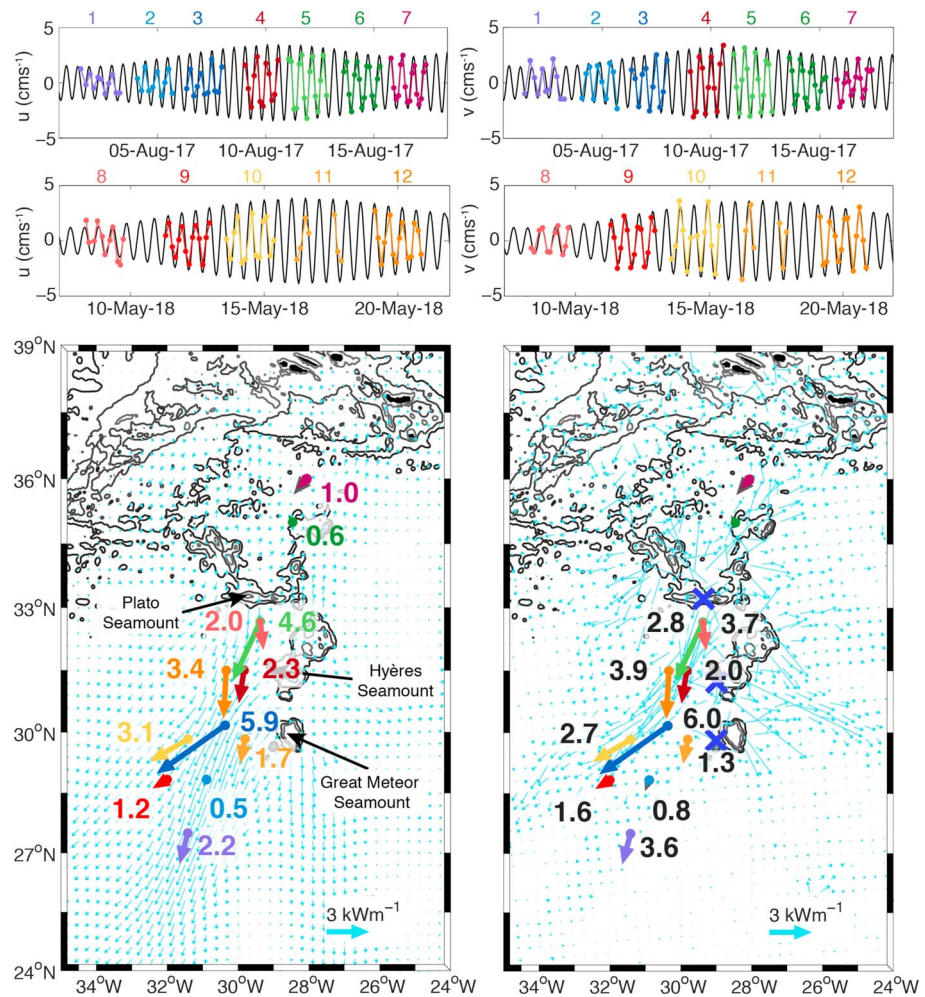 1 2 3 4 5 6 7
1 2 3 4 5 6 7
5
0
−5
u (cms⁻¹)
05-Aug-17 10-Aug-17 15-Aug-17
5
0
−5
v (cms⁻¹)
05-Aug-17 10-Aug-17 15-Aug-17
8 9 10 11 12
8 9 10 11 12
5
0
−5
u (cms⁻¹)
10-May-18 15-May-18 20-May-18
5
0
−5
v (cms⁻¹)
10-May-18 15-May-18 20-May-18
39°N
36°N
33°N
30°N
27°N
24°N
1.0
0.6
Plato
Seamount
2.0 4.6
3.4 2.3
Hyères
Seamount
5.9
3.1
1.7
Great Meteor
Seamount
1.2 0.5
2.2
3 kWm⁻¹
34°W 32°W 30°W 28°W 26°W 24°W
2.8 3.7
3.9 2.0
6.0
2.7
1.3
1.6 0.8
3.6
3 kWm⁻¹
34°W 32°W 30°W 28°W 26°W 24°W